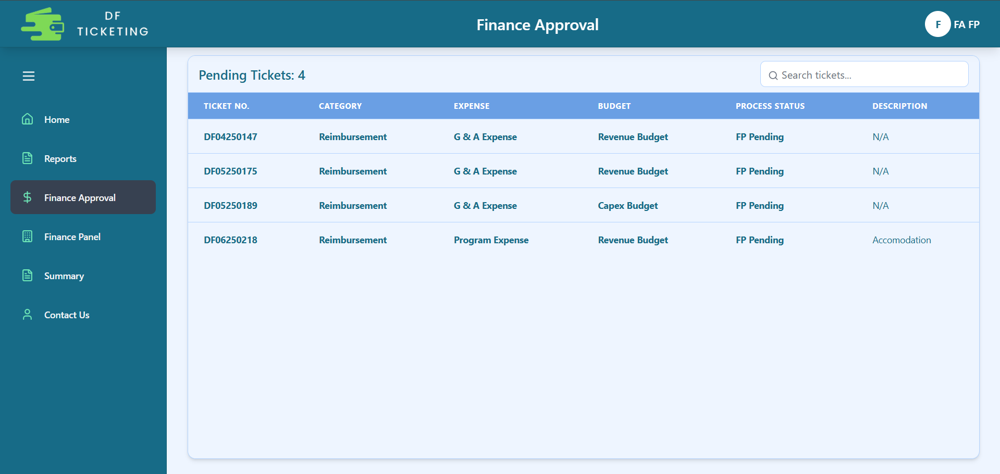 DF
TICKETING
Finance Approval
F FA FP
Home
Reports
Finance Approval
Finance Panel
Summary
Contact Us
Pending Tickets: 4
Search tickets...
TICKET NO. CATEGORY EXPENSE BUDGET PROCESS STATUS DESCRIPTION
DF04250147 Reimbursement G & A Expense Revenue Budget FP Pending N/A
DF05250175 Reimbursement G & A Expense Revenue Budget FP Pending N/A
DF05250189 Reimbursement G & A Expense Capex Budget FP Pending N/A
DF06250218 Reimbursement Program Expense Revenue Budget FP Pending Accomodation